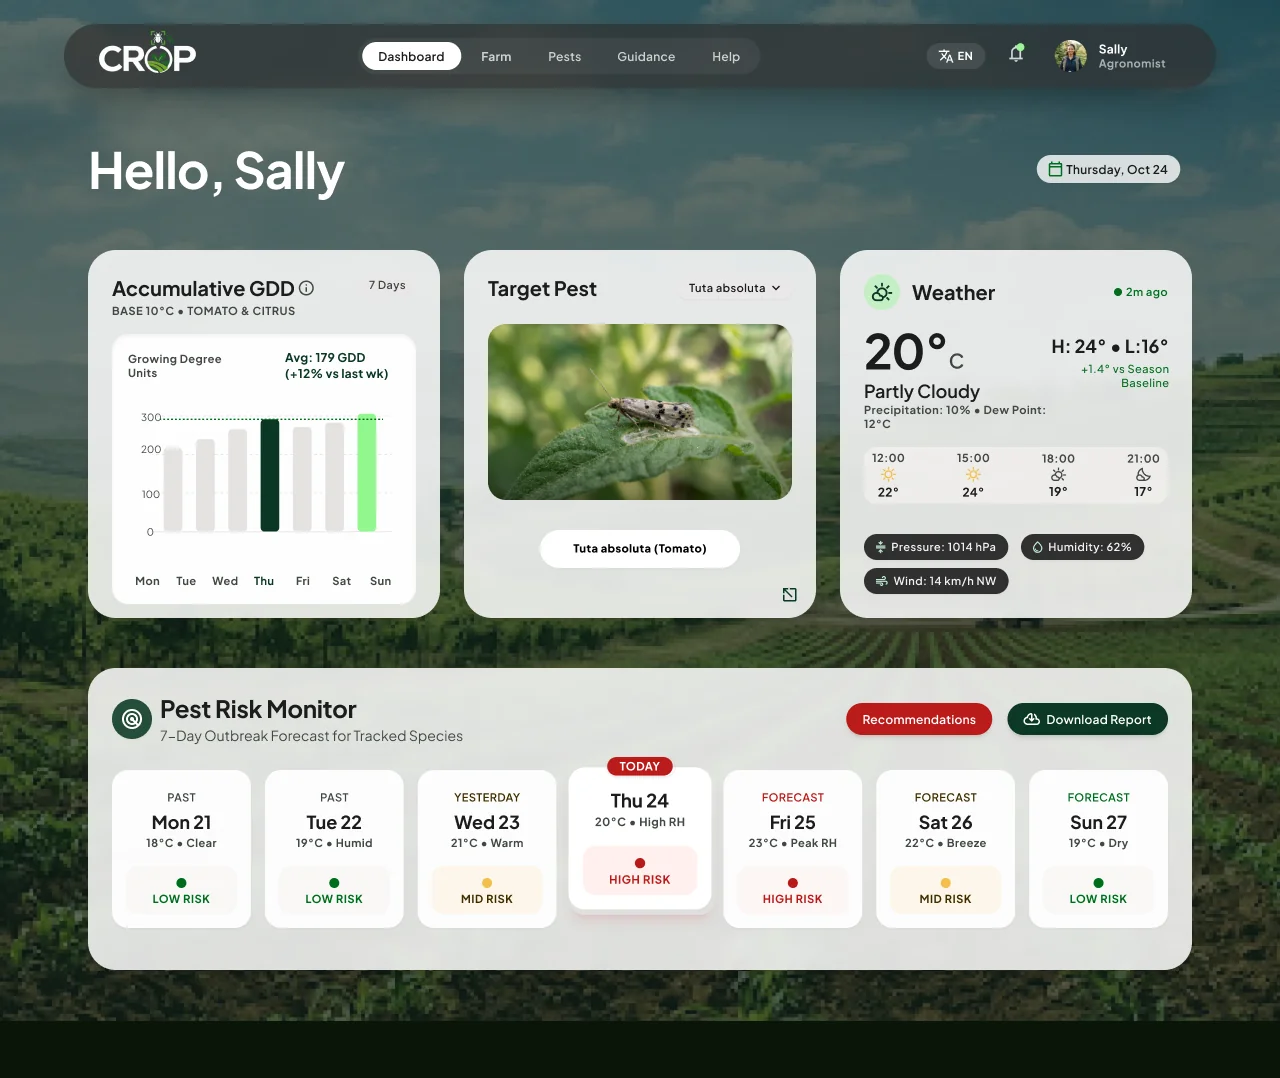 CROP
Dashboard
Farm
Pests
Guidance
Help
EN
Sally
Agronomist
Hello, Sally
Thursday, Oct 24
Accumulative GDD
7 Days
BASE 10°C • TOMATO & CITRUS
Growing Degree
Units
Avg: 179 GDD
(+12% vs last wk)
300
200
100
0
Mon
Tue
Wed
Thu
Fri
Sat
Sun
Target Pest
Tuta absoluta
Tuta absoluta (Tomato)
Weather
2m ago
20°C
H: 24° • L:16°
+1.4° vs Season
Baseline
Partly Cloudy
Precipitation: 10% • Dew Point:
12°C
12:00
15:00
18:00
21:00
22°
24°
19°
17°
Pressure: 1014 hPa
Humidity: 62%
Wind: 14 km/h NW
Pest Risk Monitor
7-Day Outbreak Forecast for Tracked Species
Recommendations
Download Report
PAST
Mon 21
18°C • Clear
LOW RISK
PAST
Tue 22
19°C • Humid
LOW RISK
YESTERDAY
Wed 23
21°C • Warm
MID RISK
TODAY
Thu 24
20°C • High RH
HIGH RISK
FORECAST
Fri 25
23°C • Peak RH
HIGH RISK
FORECAST
Sat 26
22°C • Breeze
MID RISK
FORECAST
Sun 27
19°C • Dry
LOW RISK